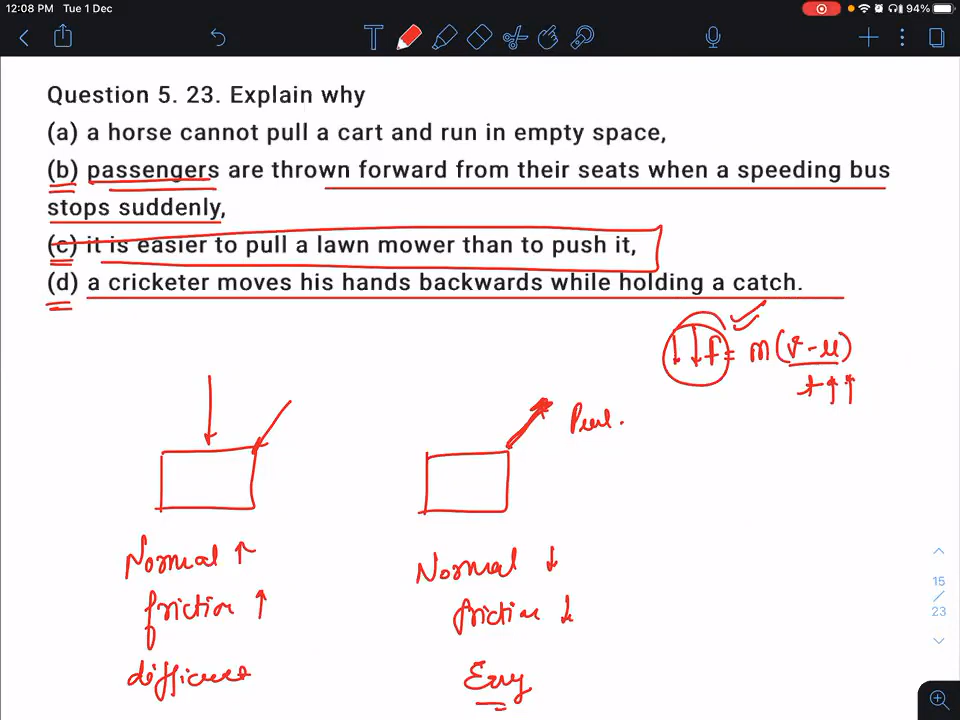 12:08 PM Tue 1 Dec
94%
Question 5. 23. Explain why
(a) a horse cannot pull a cart and run in empty space,
(b) passengers are thrown forward from their seats when a speeding bus
stops suddenly,
(c) it is easier to pull a lawn mower than to push it,
(d) a cricketer moves his hands backwards while holding a catch.
↓↓ f = m(v-u)
t↑↑
Pull.
Normal ↑
friction ↑
difficult
Normal ↓
friction ↓
Easy
15
/
23